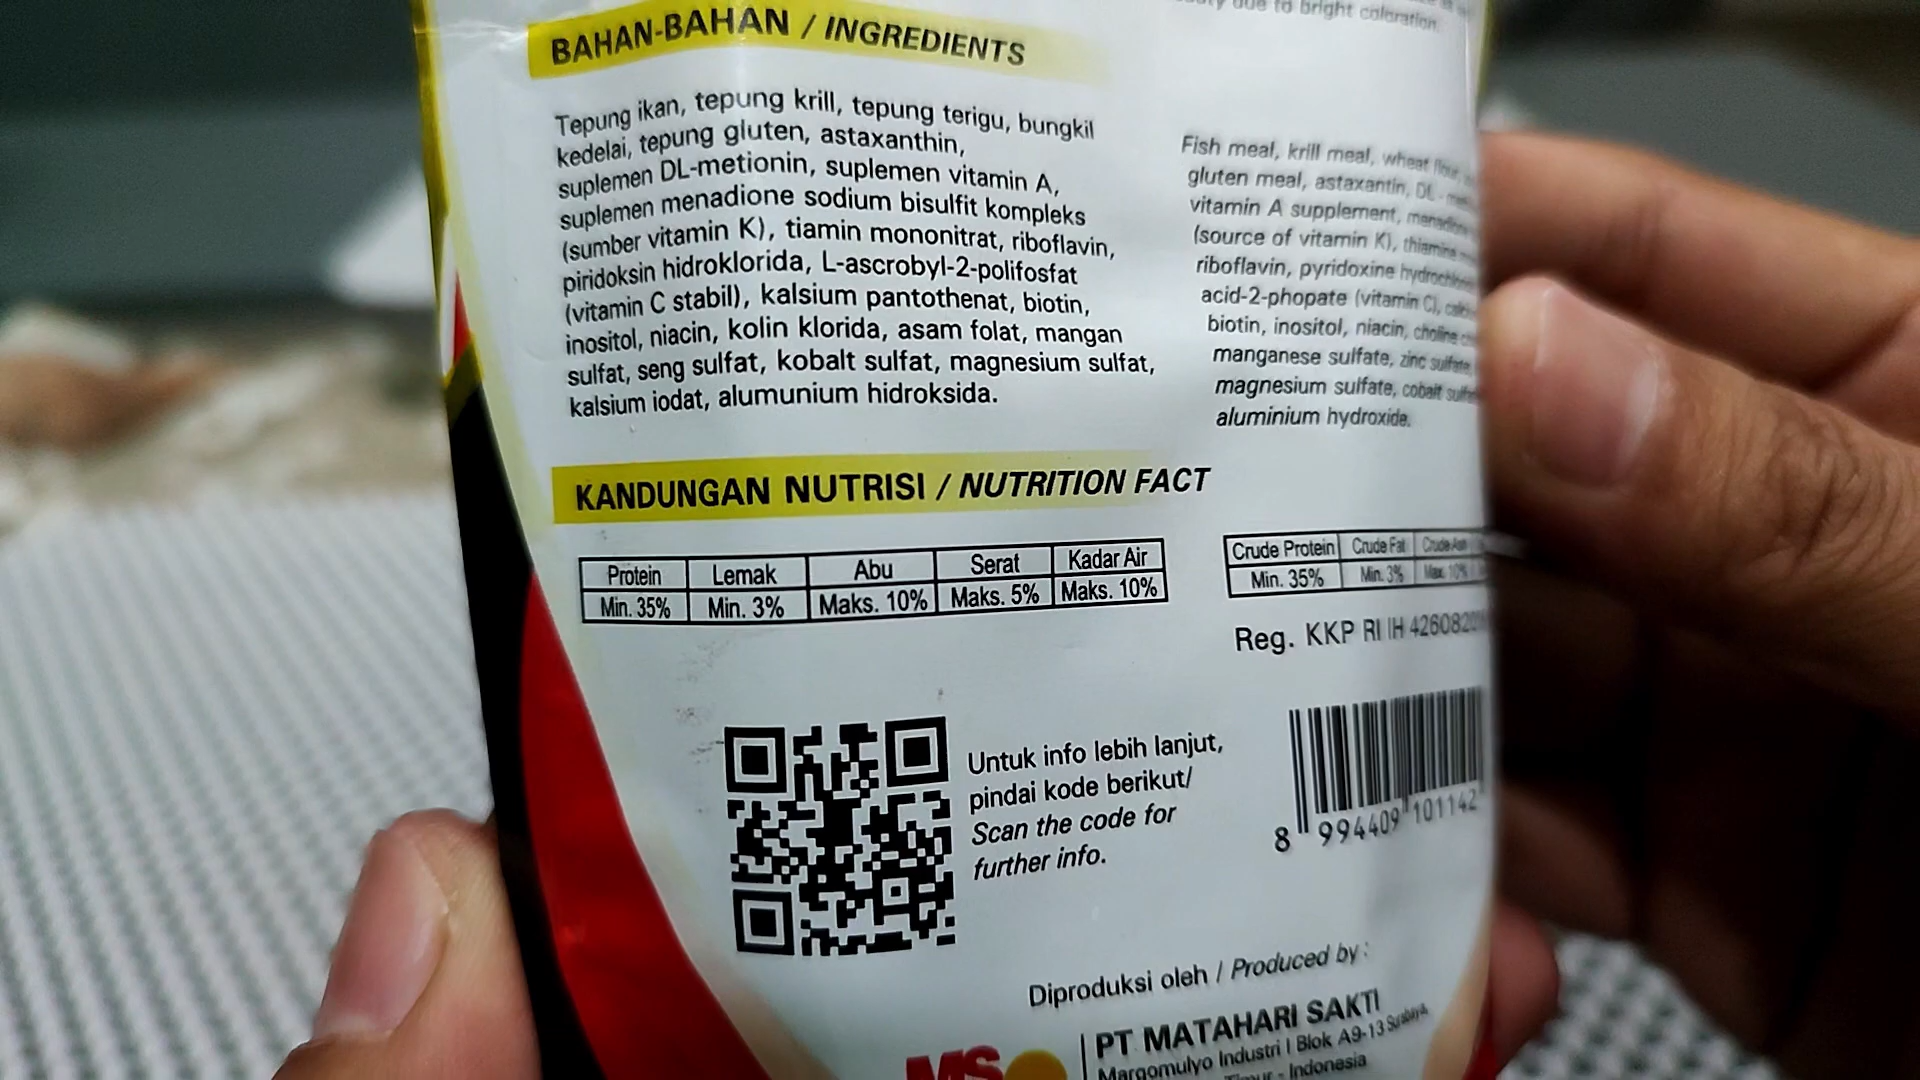 due to bright coloration.
BAHAN-BAHAN / INGREDIENTS
Tepung ikan, tepung krill, tepung terigu, bungkil
kedelai, tepung gluten, astaxanthin,
suplemen DL-metionin, suplemen vitamin A,
suplemen menadione sodium bisulfit kompleks
(sumber vitamin K), tiamin mononitrat, riboflavin,
piridoksin hidroklorida, L-ascrobyl-2-polifosfat
(vitamin C stabil), kalsium pantothenat, biotin,
inositol, niacin, kolin klorida, asam folat, mangan
sulfat, seng sulfat, kobalt sulfat, magnesium sulfat,
kalsium iodat, alumunium hidroksida.
Fish meal, krill meal, wheat flour,
gluten meal, astaxantin, DL -
vitamin A supplement,
(source of vitamin K), thiamine
riboflavin, pyridoxine
acid-2-phopate (vitamin C),
biotin, inositol, niacin, choline
manganese sulfate, zinc sulfate,
magnesium sulfate, cobalt
aluminium hydroxide.
KANDUNGAN NUTRISI / NUTRITION FACT
Protein Lemak Abu Serat Kadar Air
Min. 35% Min. 3% Maks. 10% Maks. 5% Maks. 10%
Crude Protein Crude Fat Crude Ash
Min. 35% Min. 3% Max. 10%
Reg. KKP RI IH 4260820
Untuk info lebih lanjut,
pindai kode berikut/
Scan the code for
further info.
8 994409 101142
Diproduksi oleh / Produced by :
MS
PT MATAHARI SAKTI
Margomulyo Industri I Blok A9-13 Surabaya,
Timur - Indonesia